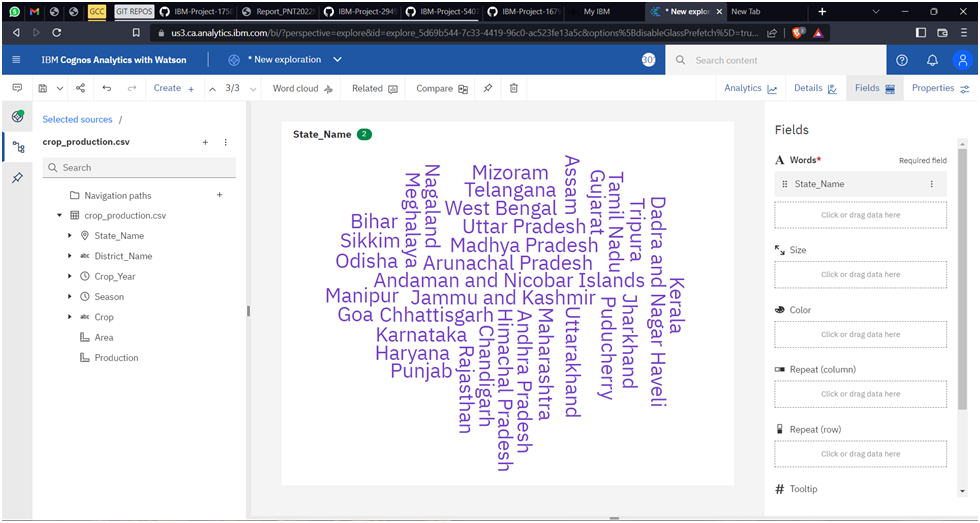 GCC
GIT REPOS
IBM-Project-1750
Report_PNT2022
IBM-Project-2949
IBM-Project-5402
IBM-Project-1679
My IBM
* New explor
New Tab
us3.ca.analytics.ibm.com/bi/?perspective=explore&id=explore_5d69b544-7c33-4419-96c0-ac523fe13a5c&options%5BdisableGlassPrefetch%5D=tru...
IBM Cognos Analytics with Watson
* New exploration
30
Search content
Create +
3/3
Word cloud
Related
Compare
Analytics
Details
Fields
Properties
Selected sources /
crop_production.csv
Search
Navigation paths
crop_production.csv
State_Name
abc District_Name
Crop_Year
Season
abc Crop
Area
Production
State_Name 2
Mizoram
Telangana
West Bengal
Uttar Pradesh
Madhya Pradesh
Arunachal Pradesh
Andaman and Nicobar Islands
Jammu and Kashmir
Chhattisgarh
Bihar
Sikkim
Odisha
Manipur
Goa
Karnataka
Haryana
Punjab
Nagaland
Meghalaya
Assam
Gujarat
Tamil Nadu
Tripura
Dadra and Nagar Haveli
Kerala
Jharkhand
Puducherry
Uttarakhand
Maharashtra
Andhra Pradesh
Himachal Pradesh
Chandigarh
Rajasthan
Fields
Words*
Required field
State_Name
Click or drag data here
Size
Click or drag data here
Color
Click or drag data here
Repeat (column)
Click or drag data here
Repeat (row)
Click or drag data here
Tooltip